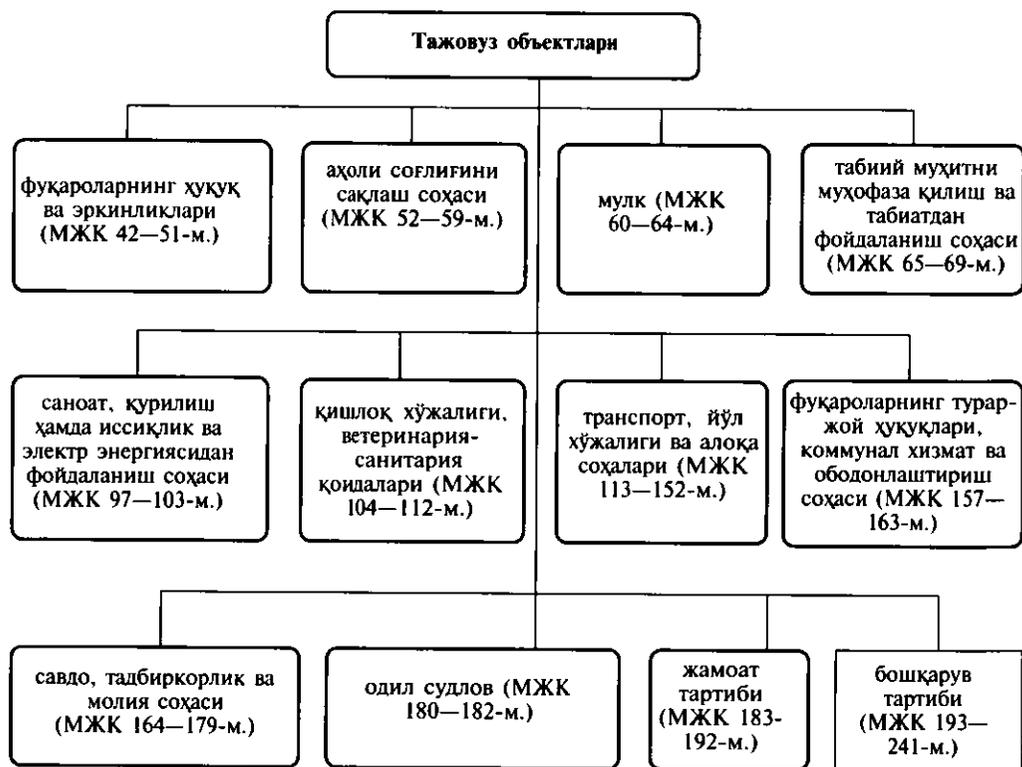 Тажовуз объектлари
фуқароларнинг ҳуқуқ
ва эркинликлари
(МЖК 42—51-м.)
аҳоли соғлиғини
сақлаш соҳаси
(МЖК 52—59-м.)
мулк (МЖК
60—64-м.)
табиий муҳитни
муҳофаза қилиш ва
табиатдан
фойдаланиш соҳаси
(МЖК 65—69-м.)
саноат, қурилиш
ҳамда иссиқлик ва
электр энергиясидан
фойдаланиш соҳаси
(МЖК 97—103-м.)
қишлоқ хўжалиги,
ветеринария-
санитария
қоидалари (МЖК
104—112-м.)
транспорт, йўл
хўжалиги ва алоқа
соҳалари (МЖК
113—152-м.)
фуқароларнинг турар-
жой ҳуқуқлари,
коммунал хизмат ва
ободонлаштириш
соҳаси (МЖК 157—
163-м.)
савдо, тадбиркорлик ва
молия соҳаси
(МЖК 164—179-м.)
одил судлов (МЖК
180—182-м.)
жамоат
тартиби
(МЖК 183-
192-м.)
бошқарув
тартиби
(МЖК 193—
241-м.)